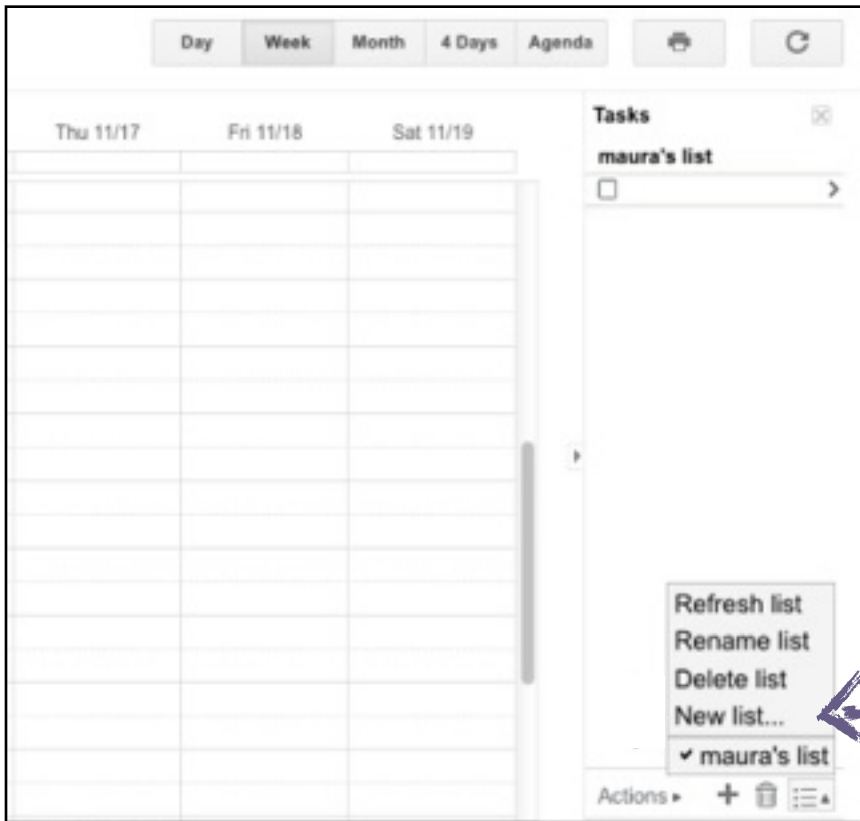 Day Week Month 4 Days Agenda
Thu 11/17 Fri 11/18 Sat 11/19
Tasks
maura's list
Refresh list
Rename list
Delete list
New list...
✔ maura's list
Actions